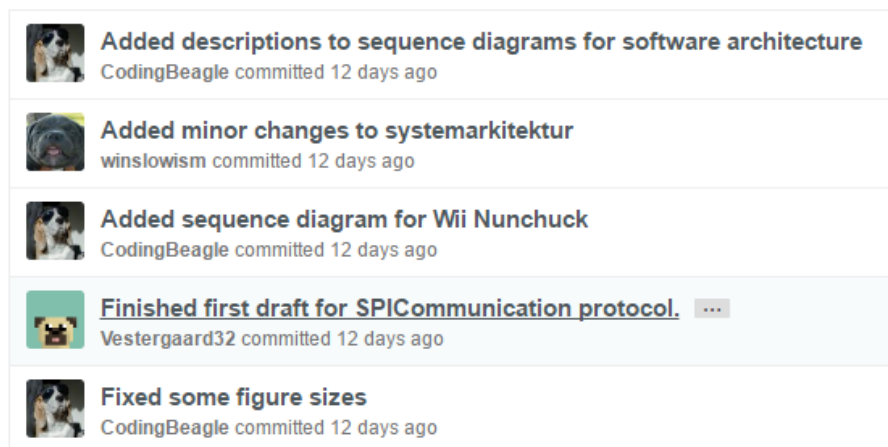 Added descriptions to sequence diagrams for software architecture
CodingBeagle committed 12 days ago
Added minor changes to systemarkitektur
winslowism committed 12 days ago
Added sequence diagram for Wii Nunchuck
CodingBeagle committed 12 days ago
Finished first draft for SPICommunication protocol. ...
Vestergaard32 committed 12 days ago
Fixed some figure sizes
CodingBeagle committed 12 days ago